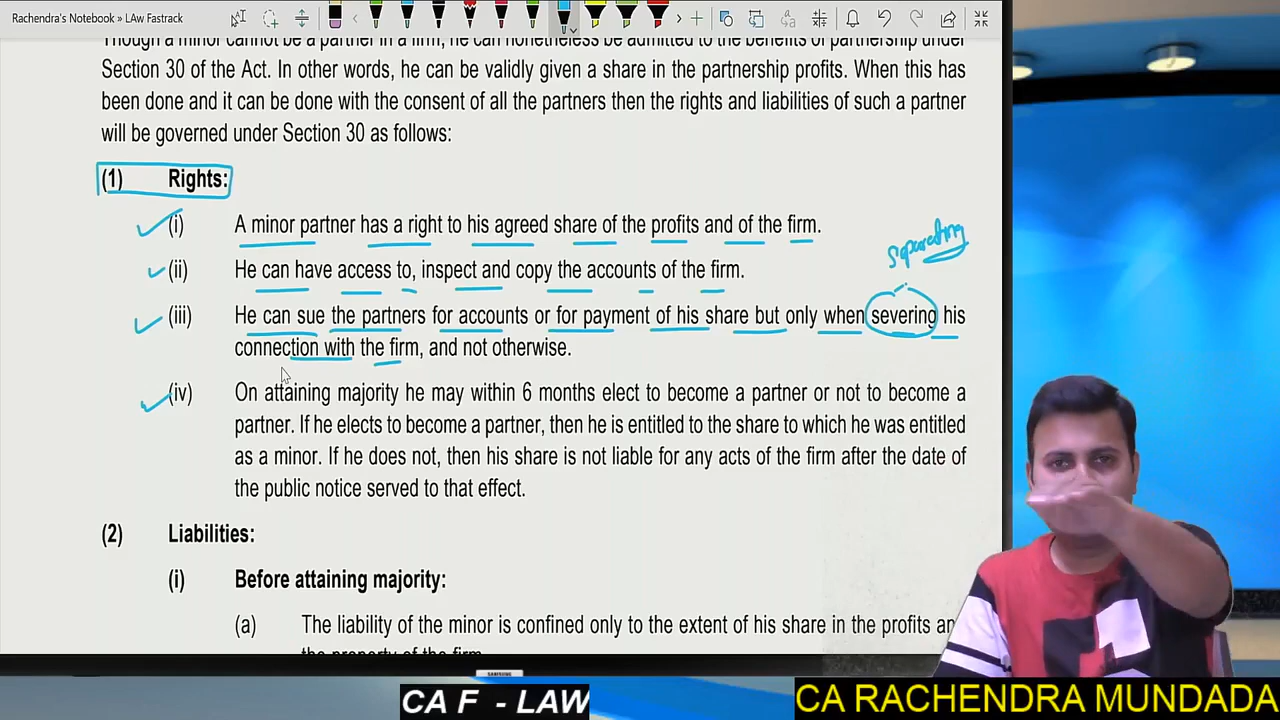 Rachendra's Notebook » LAw Fastrack
Though a minor cannot be a partner in a firm, he can nonetheless be admitted to the benefits of partnership under
Section 30 of the Act. In other words, he can be validly given a share in the partnership profits. When this has
been done and it can be done with the consent of all the partners then the rights and liabilities of such a partner
will be governed under Section 30 as follows:
(1) Rights:
(i) A minor partner has a right to his agreed share of the profits and of the firm.
separating
(ii) He can have access to, inspect and copy the accounts of the firm.
(iii) He can sue the partners for accounts or for payment of his share but only when severing his
connection with the firm, and not otherwise.
(iv) On attaining majority he may within 6 months elect to become a partner or not to become a
partner. If he elects to become a partner, then he is entitled to the share to which he was entitled
as a minor. If he does not, then his share is not liable for any acts of the firm after the date of
the public notice served to that effect.
(2) Liabilities:
(i) Before attaining majority:
(a) The liability of the minor is confined only to the extent of his share in the profits an
the property of the firm
SAMSUNG
CA F - LAW
CA RACHENDRA MUNDADA